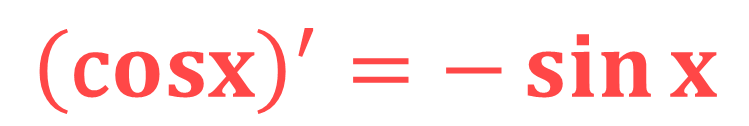 (cosx)′ = − sin x